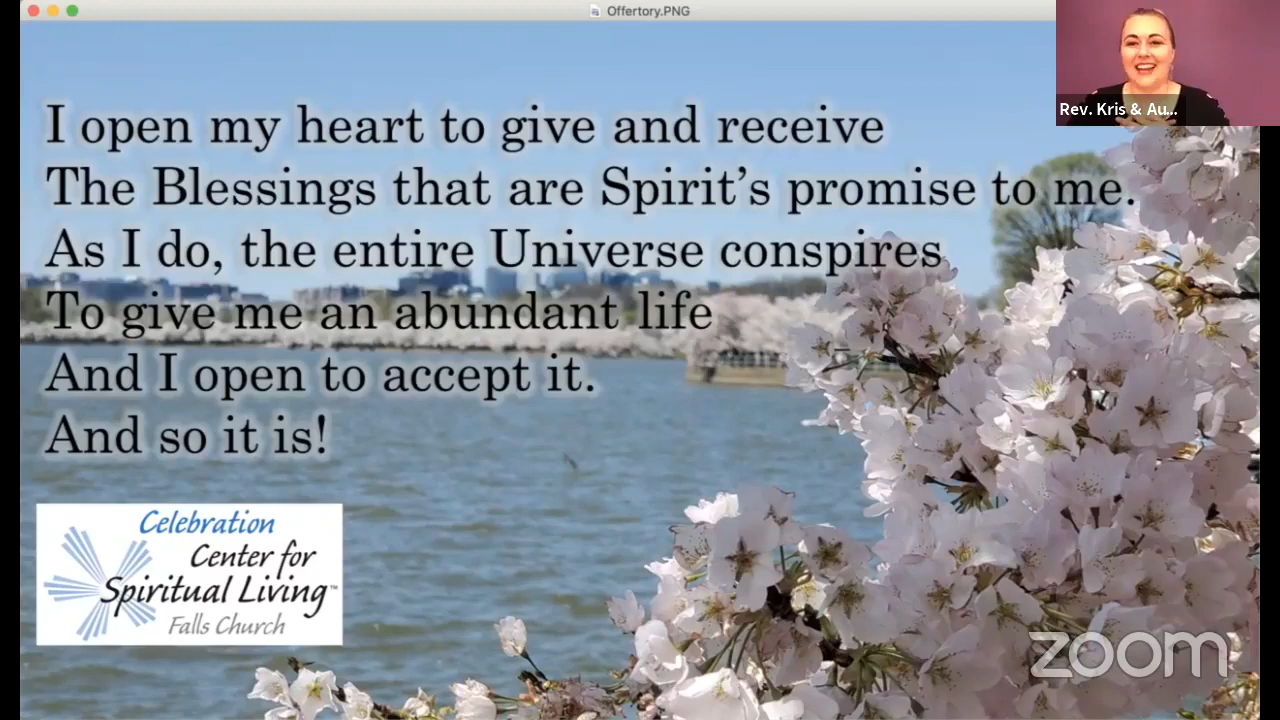 Offertory.PNG
Rev. Kris & Au...
I open my heart to give and receive
The Blessings that are Spirit’s promise to me.
As I do, the entire Universe conspires
To give me an abundant life
And I open to accept it.
And so it is!
Celebration
Center for
Spiritual Living™
Falls Church
zoom